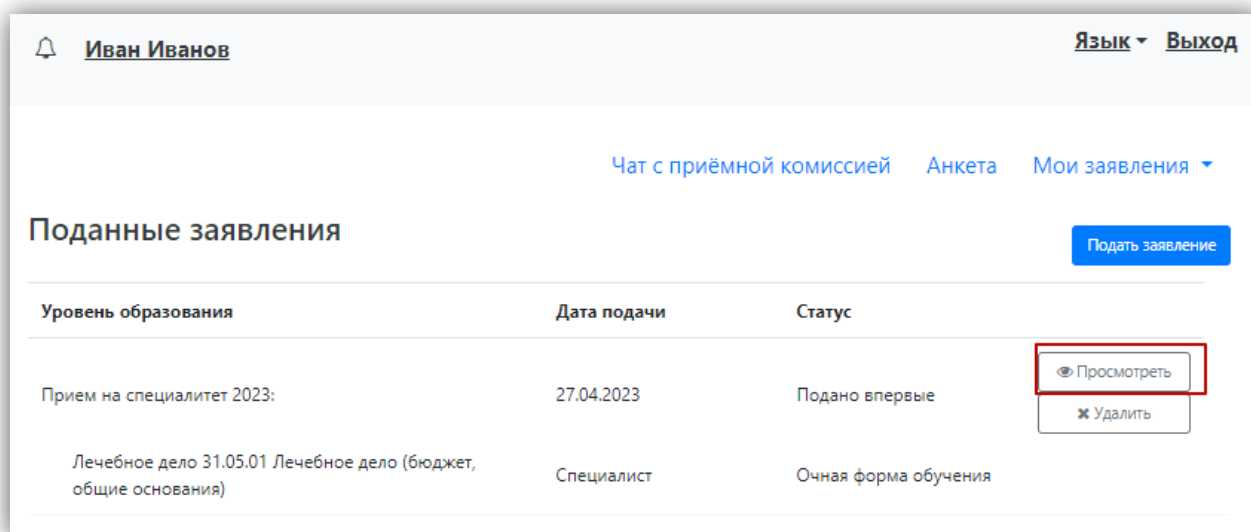 Иван Иванов Язык Выход
Чат с приёмной комиссией Анкета Мои заявления
Поданные заявления
Подать заявление
Уровень образования Дата подачи Статус
Просмотреть
Прием на специалитет 2023: 27.04.2023 Подано впервые
Удалить
Лечебное дело 31.05.01 Лечебное дело (бюджет,
общие основания) Специалист Очная форма обучения